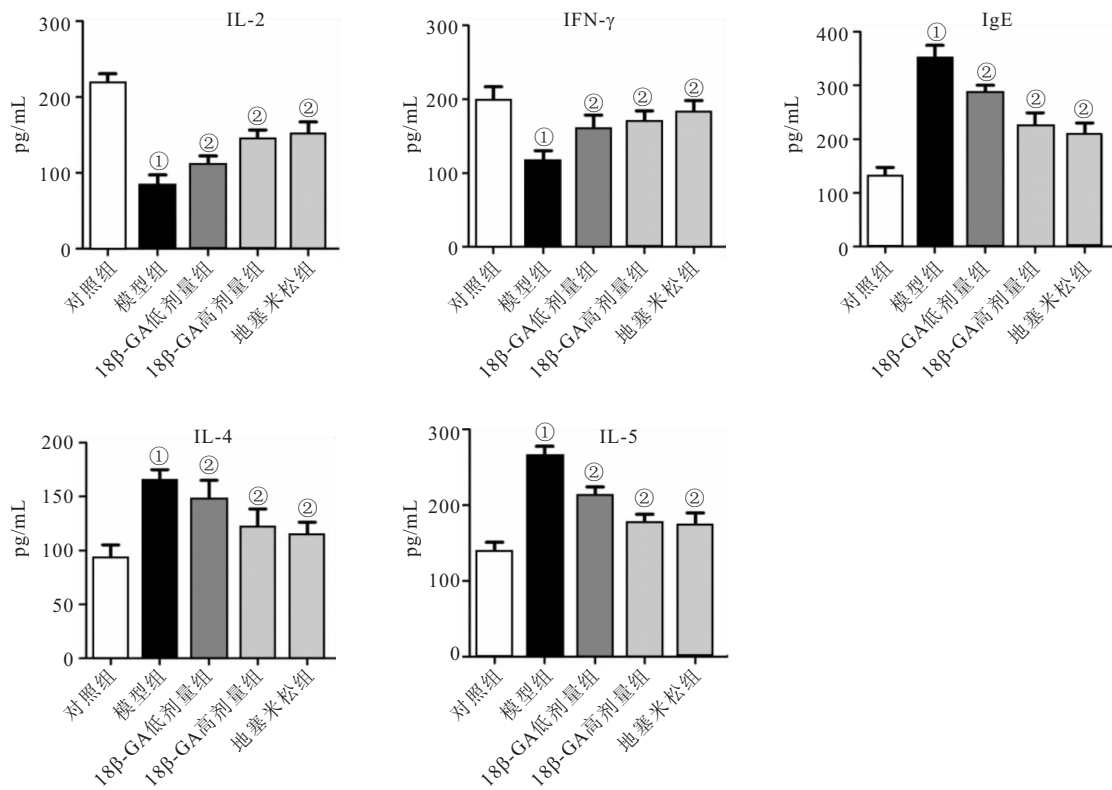 IL-2
300
200
100
0
pg/mL
①
②
②
②
对照组
模型组
18β-GA低剂量组
18β-GA高剂量组
地塞米松组
IFN-γ
300
200
100
0
pg/mL
①
②
②
②
对照组
模型组
18β-GA低剂量组
18β-GA高剂量组
地塞米松组
IgE
400
300
200
100
0
pg/mL
①
②
②
②
对照组
模型组
18β-GA低剂量组
18β-GA高剂量组
地塞米松组
IL-4
200
150
100
50
0
pg/mL
①
②
②
②
对照组
模型组
18β-GA低剂量组
18β-GA高剂量组
地塞米松组
IL-5
300
200
100
0
pg/mL
①
②
②
②
对照组
模型组
18β-GA低剂量组
18β-GA高剂量组
地塞米松组